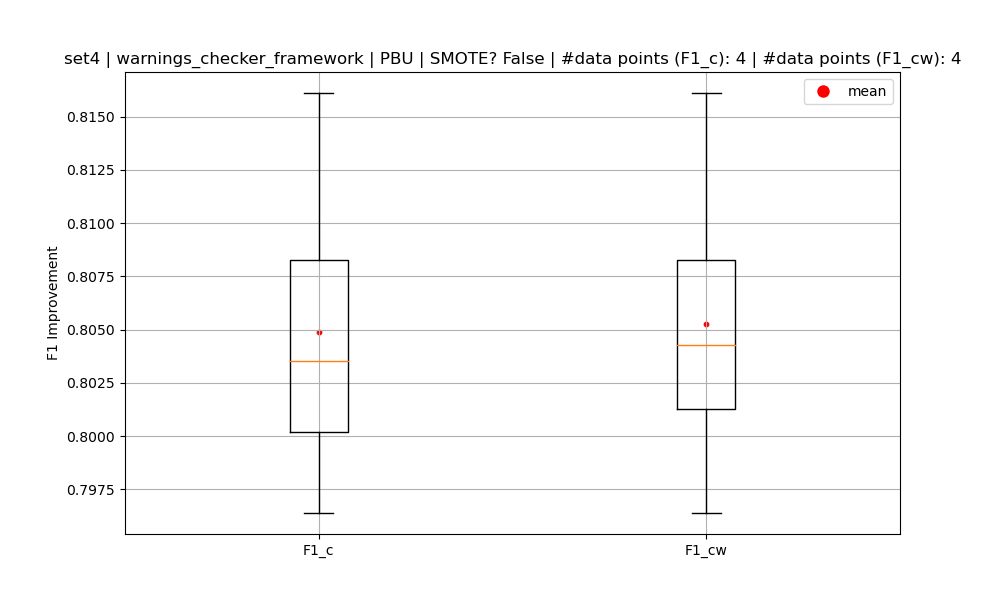 set4 | warnings_checker_framework | PBU | SMOTE? False | #data points (F1_c): 4 | #data points (F1_cw): 4
mean
0.8150
0.8125
0.8100
0.8075
0.8050
0.8025
0.8000
0.7975
F1 Improvement
F1_c
F1_cw